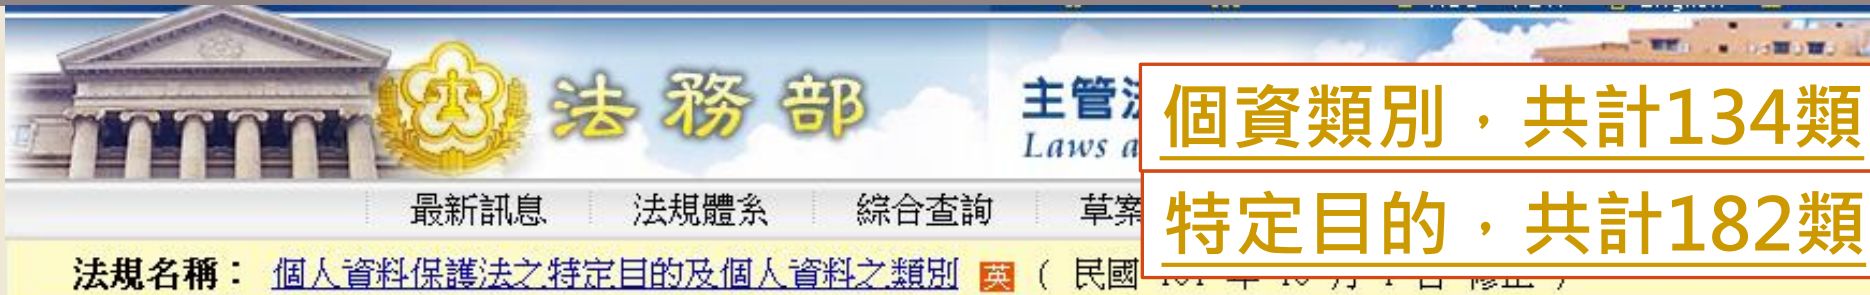 法務部
主管法
Laws a
個資類別，共計134類
特定目的，共計182類
最新訊息 法規體系 綜合查詢 草案
法規名稱： 個人資料保護法之特定目的及個人資料之類別 英 ( 民國